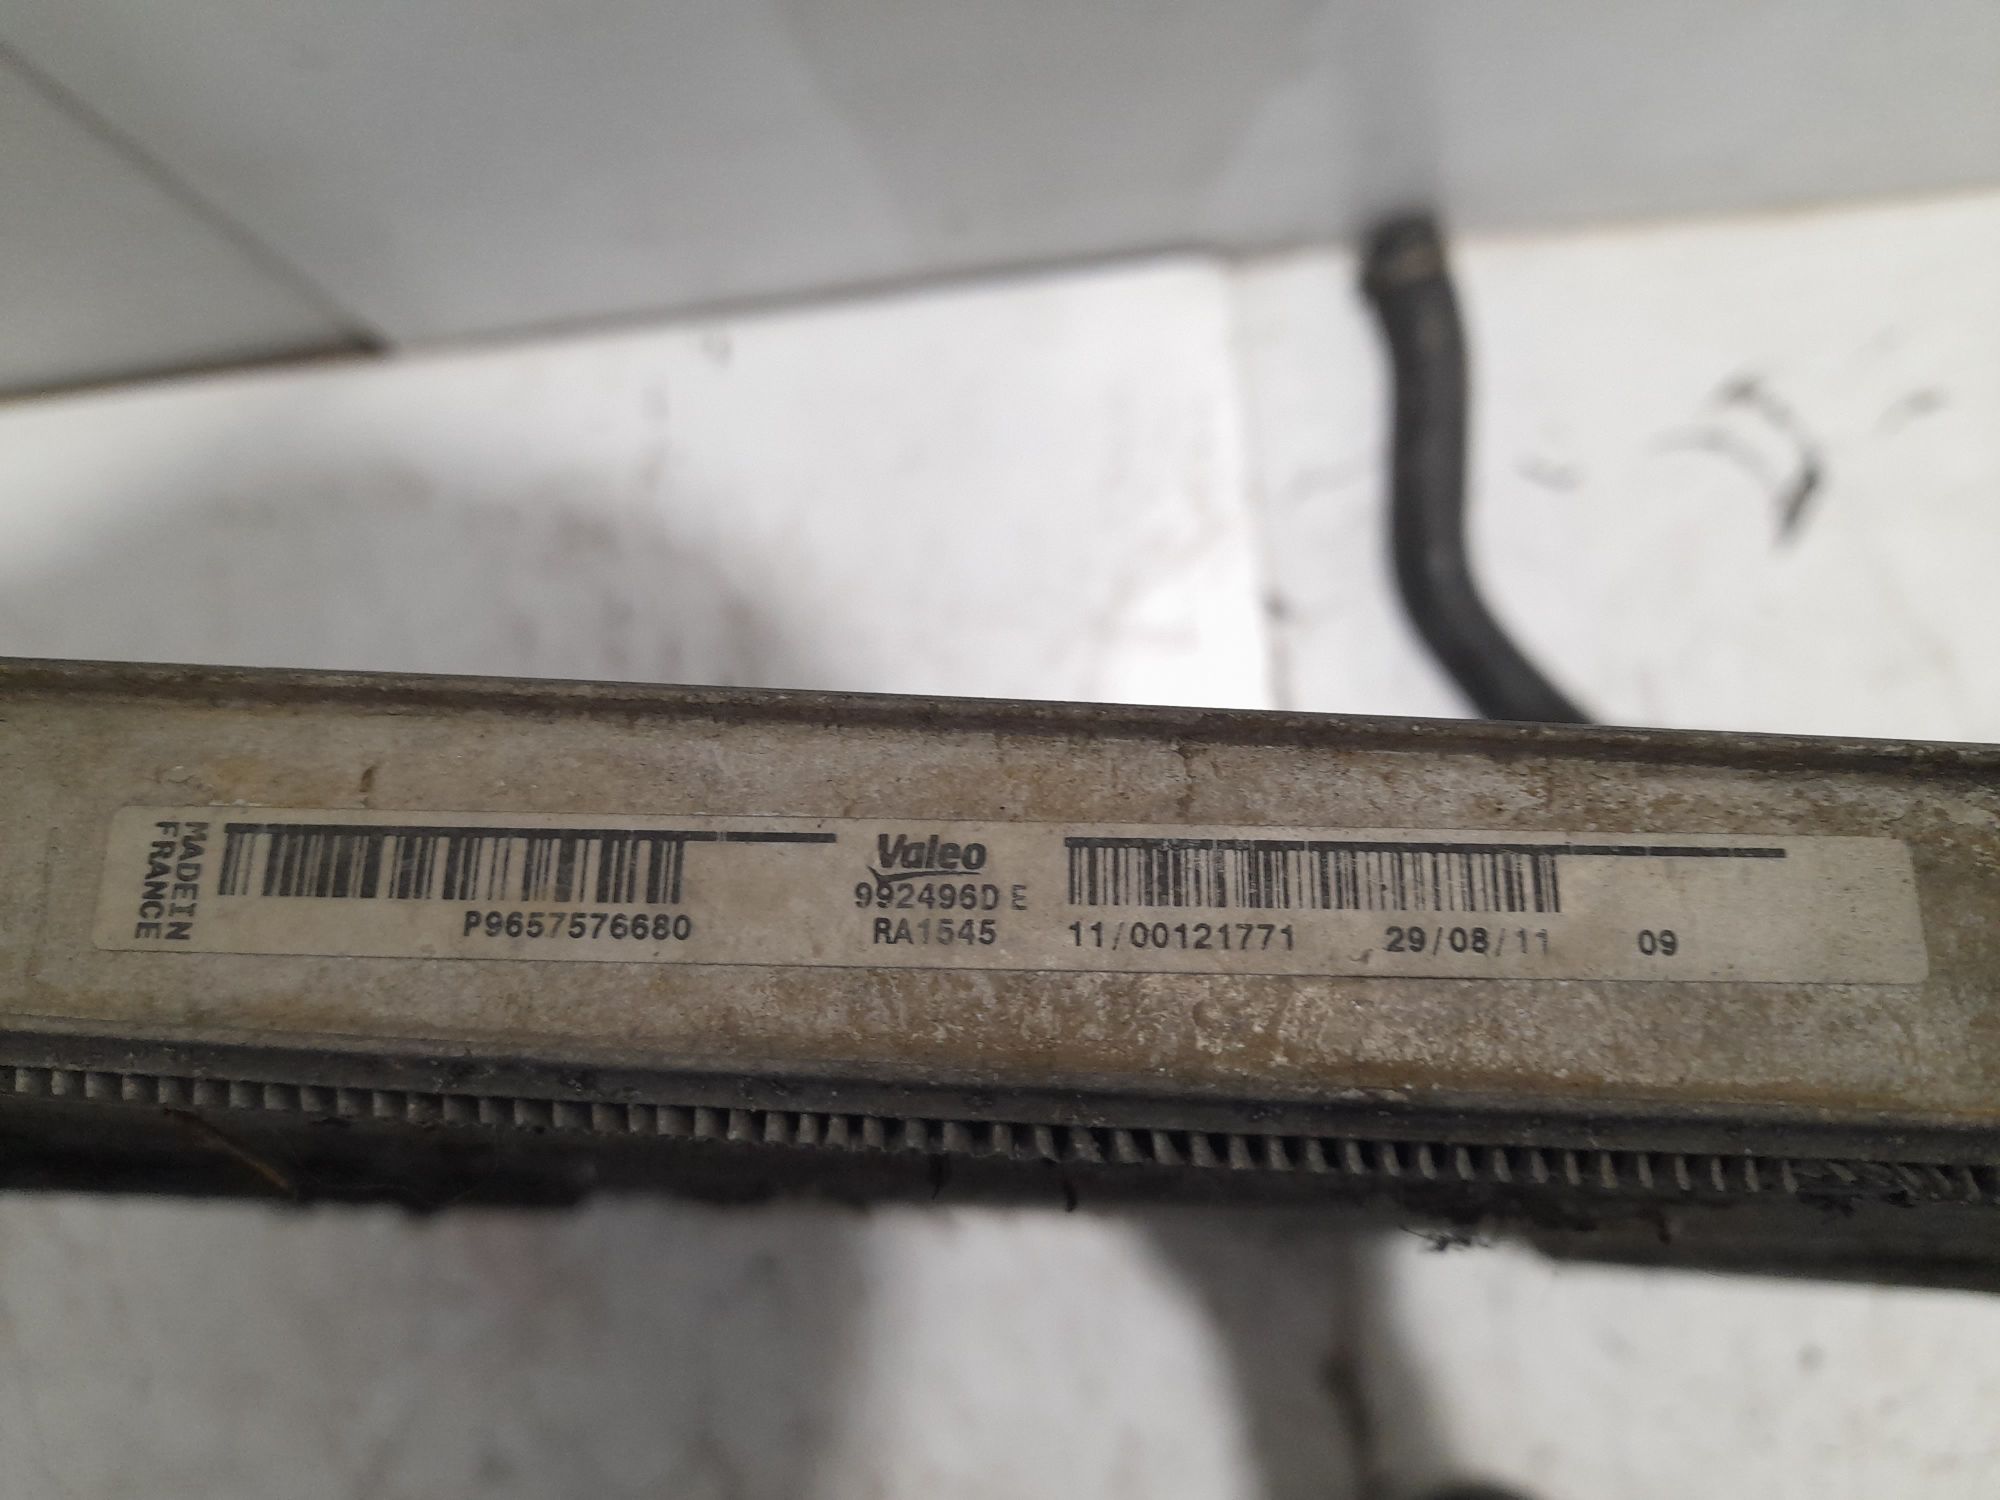 MADE IN
FRANCE
P9657576680
Valeo
992496D E
RA1545
11/00121771 29/08/11 09